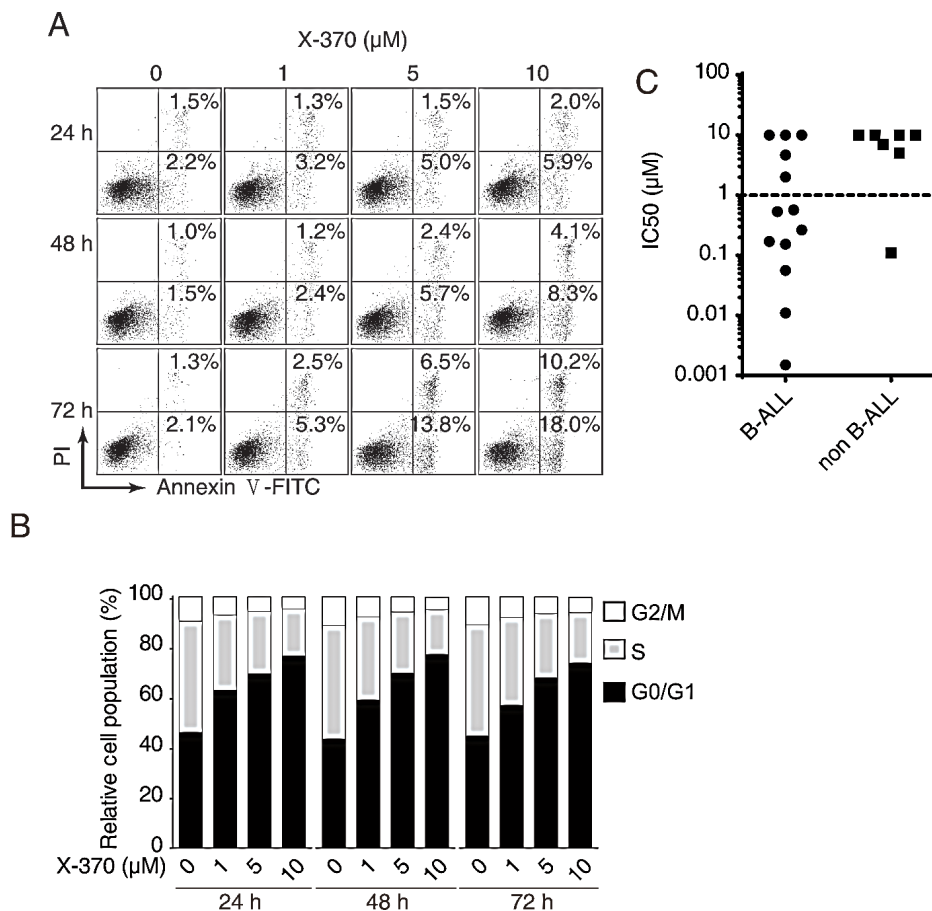 A
X-370 (µM)
0 1 5 10
24 h
1.5% 1.3% 1.5% 2.0%
2.2% 3.2% 5.0% 5.9%
48 h
1.0% 1.2% 2.4% 4.1%
1.5% 2.4% 5.7% 8.3%
72 h
1.3% 2.5% 6.5% 10.2%
2.1% 5.3% 13.8% 18.0%
PI
Annexin V-FITC
C
IC50 (µM)
100
10
1
0.1
0.01
0.001
B-ALL
non B-ALL
B
Relative cell population (%)
100
80
60
40
20
0
G2/M
S
G0/G1
X-370 (µM) 0 1 5 10 0 1 5 10 0 1 5 10
24 h 48 h 72 h